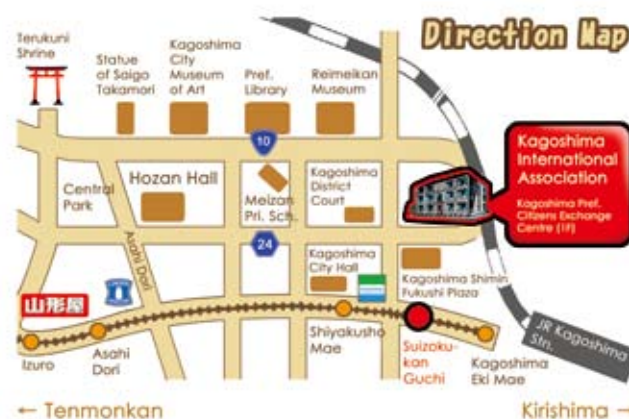 Direction Map
Terukuni
Shrine
Statue
of Saigo
Takamori
Kagoshima
City
Museum
of Art
Pref.
Library
Reimeikan
Museum
10
Kagoshima
International
Association
Kagoshima Pref.
Citizens Exchange
Centre (1F)
Central
Park
Hozan Hall
Meizan
Pri. Sch.
Kagoshima
District
Court
Asahi Dori
24
Kagoshima
City Hall
Kagoshima Shimin
Fukushi Plaza
山形屋
Izuro
Asahi
Dori
Shiyakusho
Mae
Suizoku-
kan
Guchi
Kagoshima
Eki Mae
JR Kagoshima
Stn.
← Tenmonkan
Kirishima →